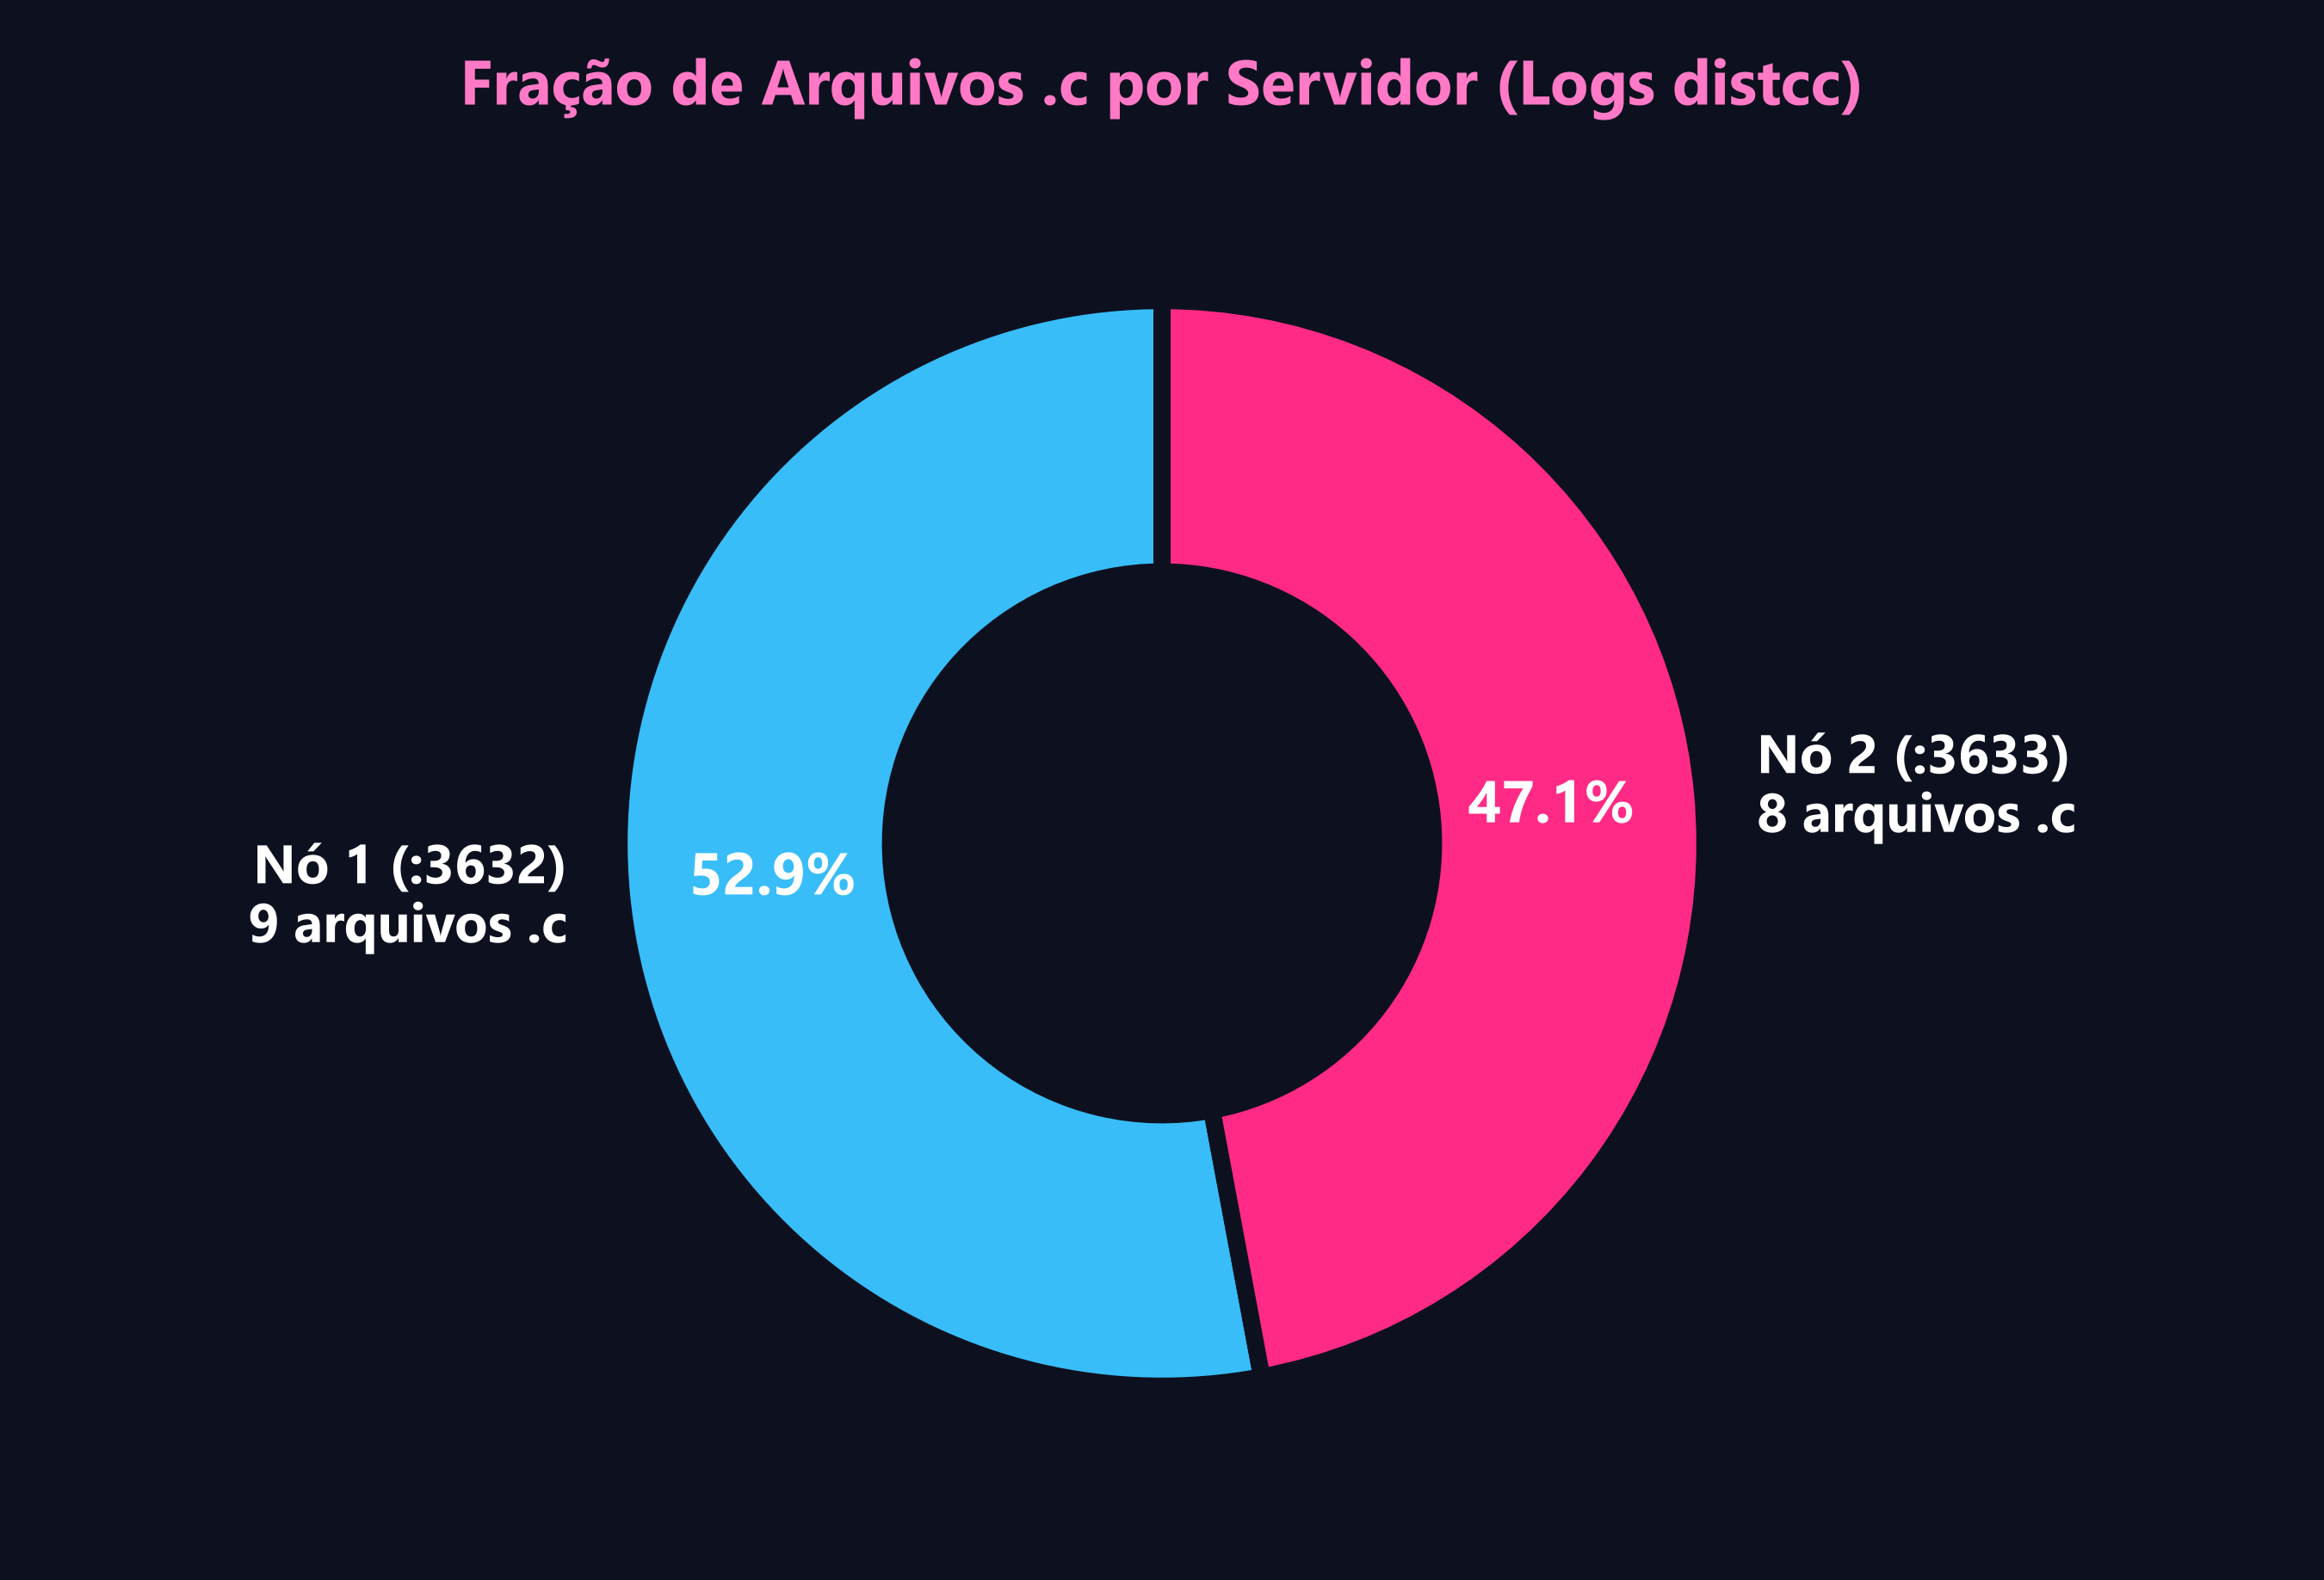 Fração de Arquivos .c por Servidor (Logs distcc)
52.9%
47.1%
Nó 1 (:3632)
9 arquivos .c
Nó 2 (:3633)
8 arquivos .c